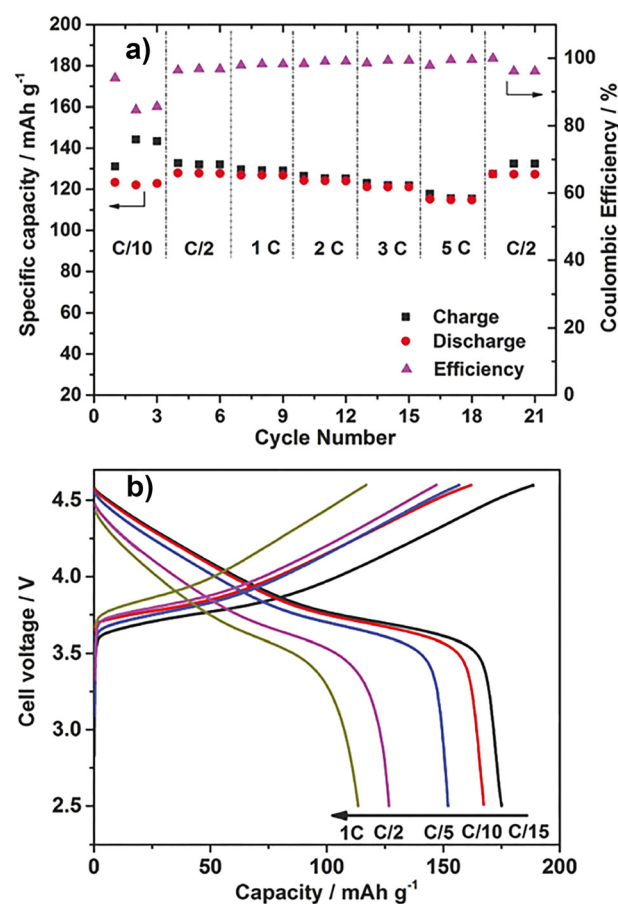 a)
Specific capacity / mAh g⁻¹
200
180
160
140
120
100
80
60
40
20
100
80
60
40
20
0
Coulombic Efficiency / %
C/10 C/2 1 C 2 C 3 C 5 C C/2
Charge
Discharge
Efficiency
0 3 6 9 12 15 18 21
Cycle Number
b)
Cell voltage / V
4.5
4.0
3.5
3.0
2.5
1C C/2 C/5 C/10 C/15
0 50 100 150 200
Capacity / mAh g⁻¹